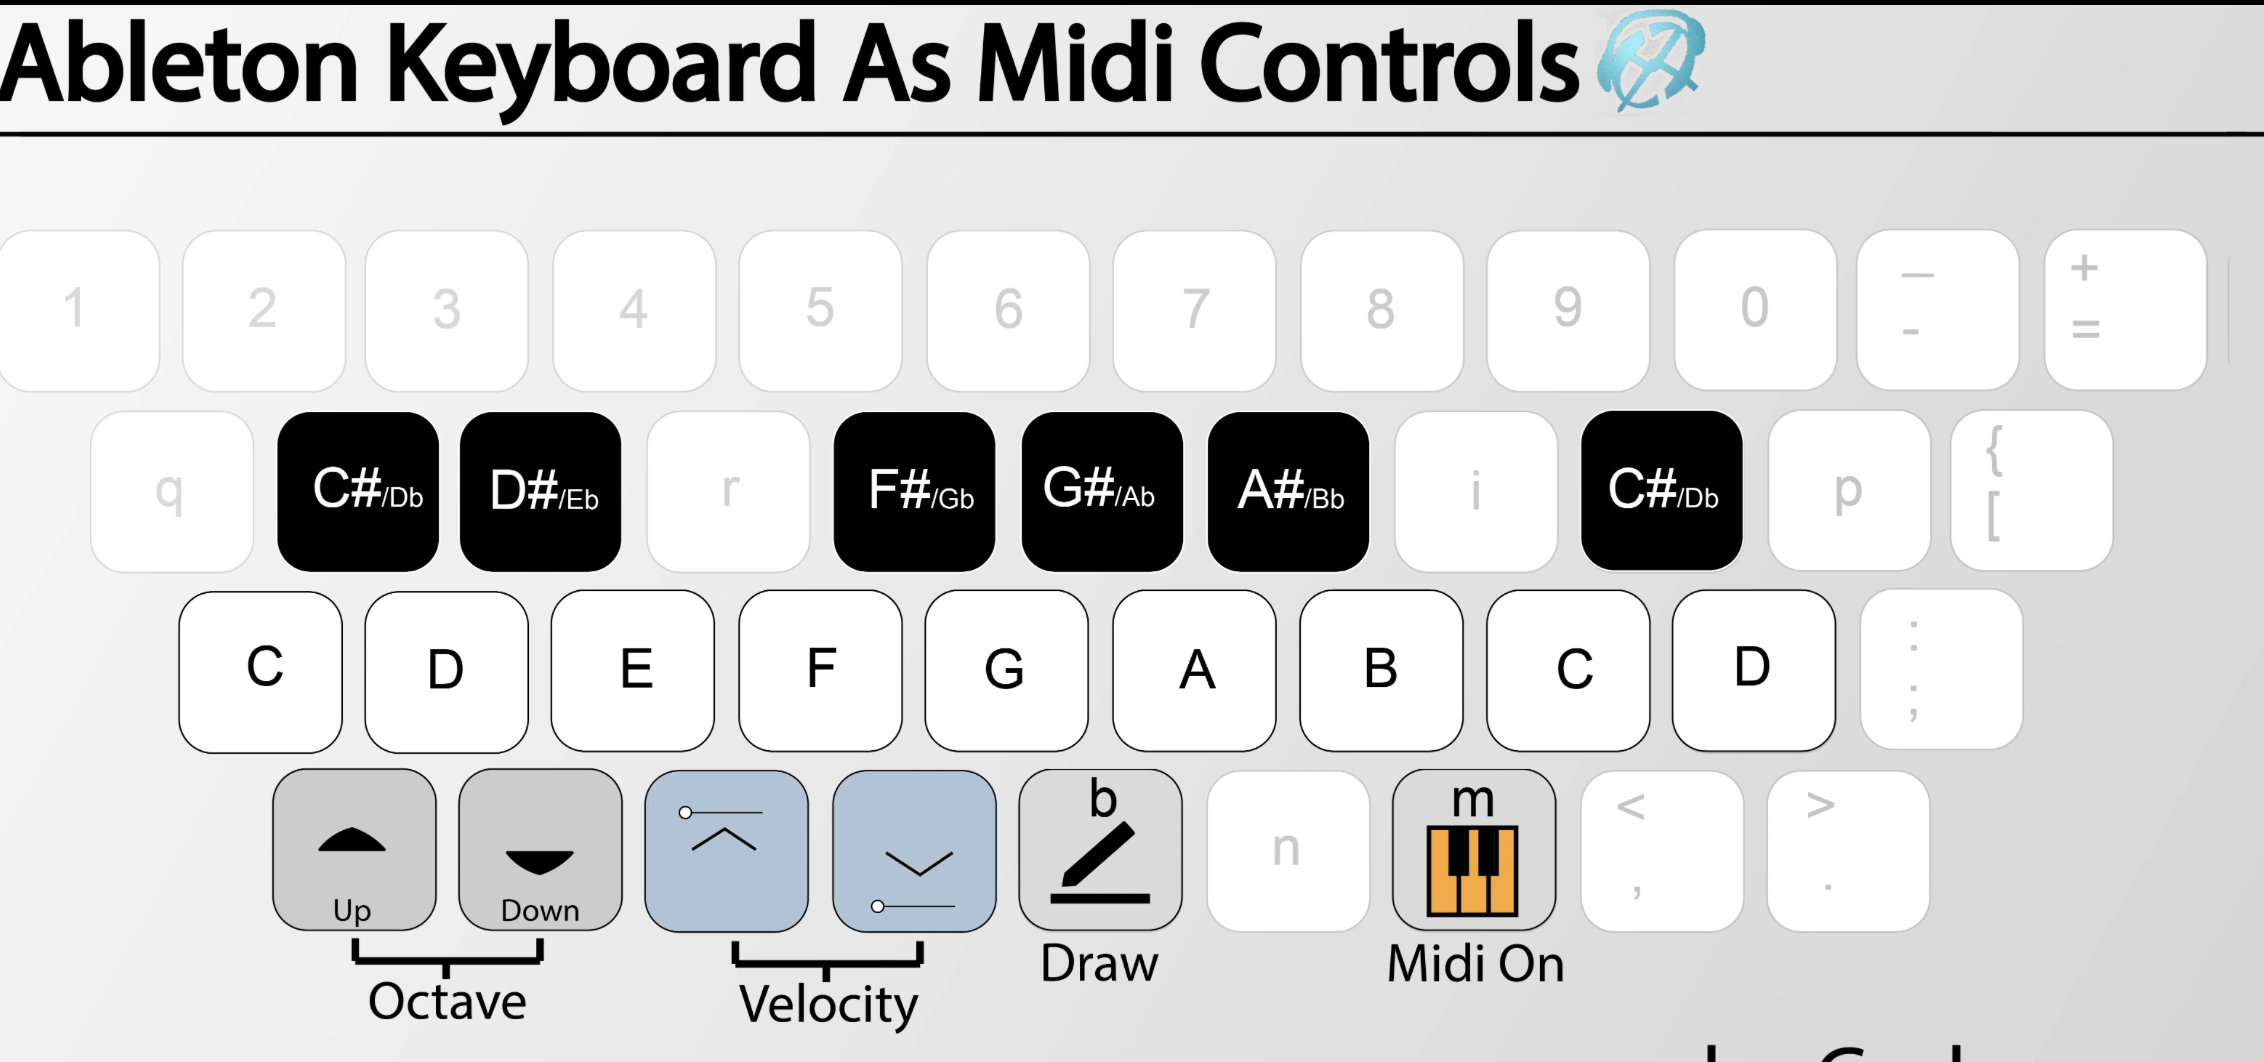 Ableton Keyboard As Midi Controls
1 2 3 4 5 6 7 8 9 0 — - + =
q C#/Db D#/Eb r F#/Gb G#/Ab A#/Bb i C#/Db p { [
C D E F G A B C D : ;
b n m < , > .
Up Down
Draw Midi On
Octave Velocity